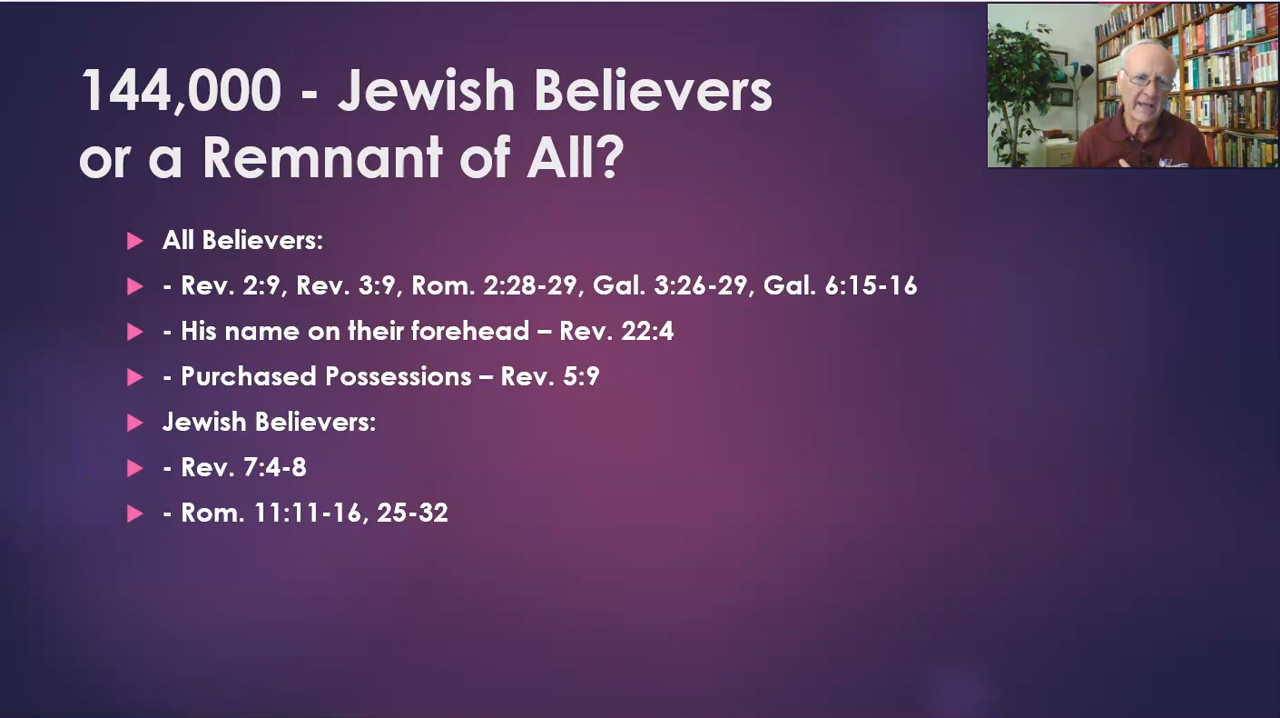 144,000 - Jewish Believers
or a Remnant of All?
All Believers:
- Rev. 2:9, Rev. 3:9, Rom. 2:28-29, Gal. 3:26-29, Gal. 6:15-16
- His name on their forehead – Rev. 22:4
- Purchased Possessions – Rev. 5:9
Jewish Believers:
- Rev. 7:4-8
- Rom. 11:11-16, 25-32